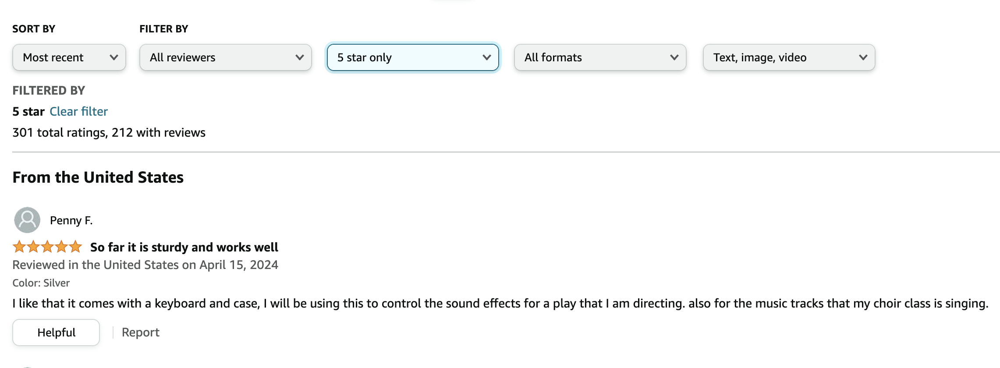 SORT BY FILTER BY
Most recent All reviewers 5 star only All formats Text, image, video
FILTERED BY
5 star Clear filter
301 total ratings, 212 with reviews
From the United States
Penny F.
So far it is sturdy and works well
Reviewed in the United States on April 15, 2024
Color: Silver
I like that it comes with a keyboard and case, I will be using this to control the sound effects for a play that I am directing. also for the music tracks that my choir class is singing.
Helpful Report